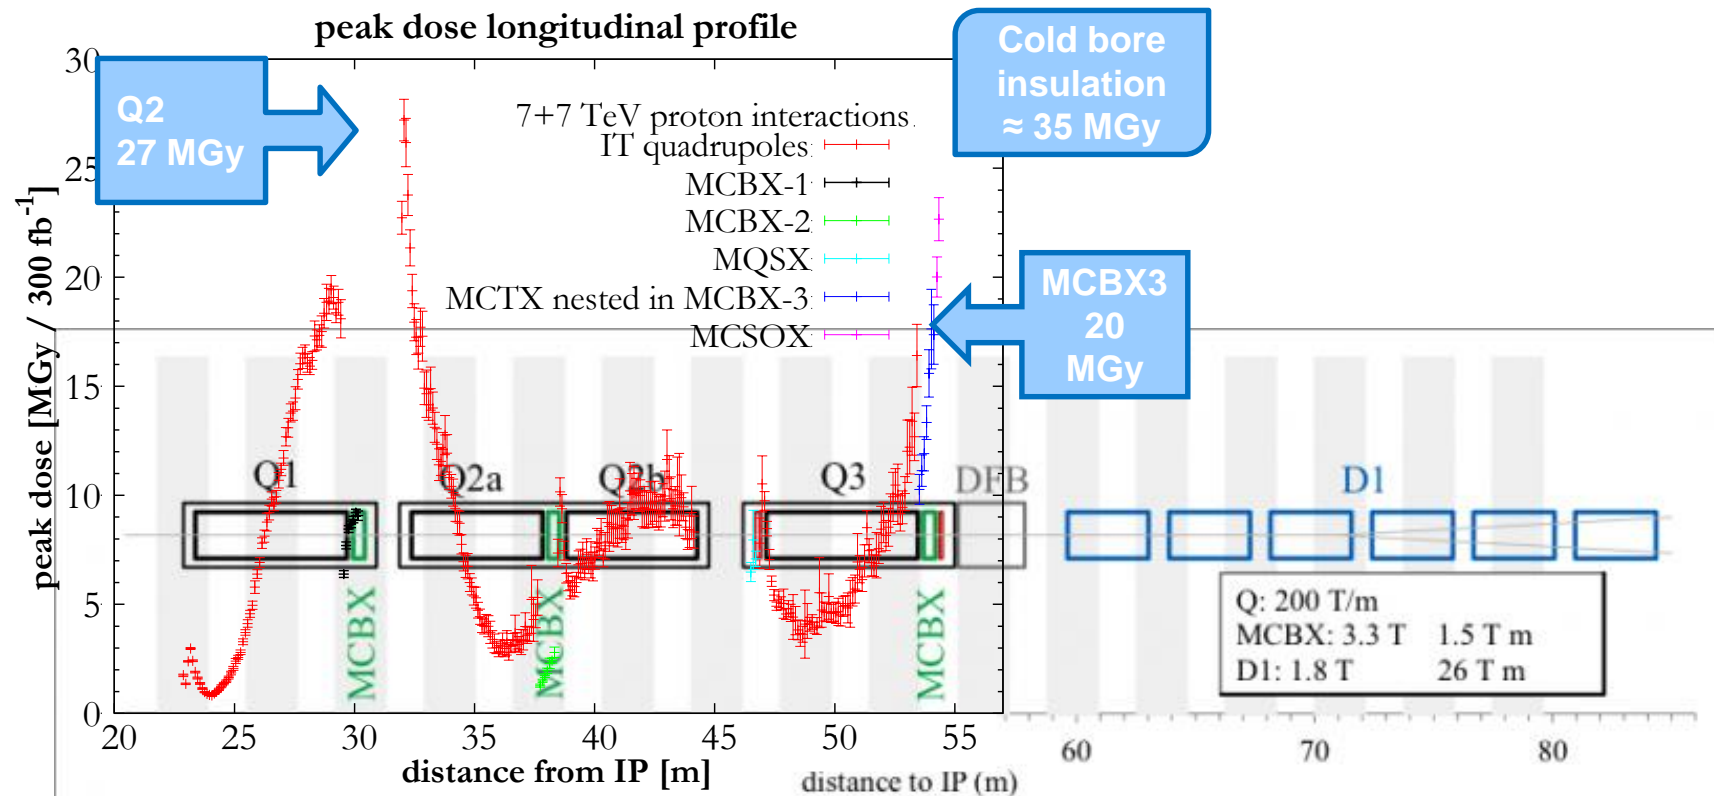 peak dose longitudinal profile
Cold bore
insulation
≈ 35 MGy
Q2
27 MGy
7+7 TeV proton interactions
IT quadrupoles
MCBX-1
MCBX-2
MQSX
MCTX nested in MCBX-3
MCSOX
MCBX3
20
MGy
peak dose [MGy / 300 fb⁻¹]
30
25
20
15
10
5
0
Q1
Q2a
Q2b
Q3
DFB
D1
MCBX
MCBX
MCBX
Q: 200 T/m
MCBX: 3.3 T 1.5 T m
D1: 1.8 T 26 T m
20 25 30 35 40 45 50 55 60 70 80
distance from IP [m]
distance to IP (m)